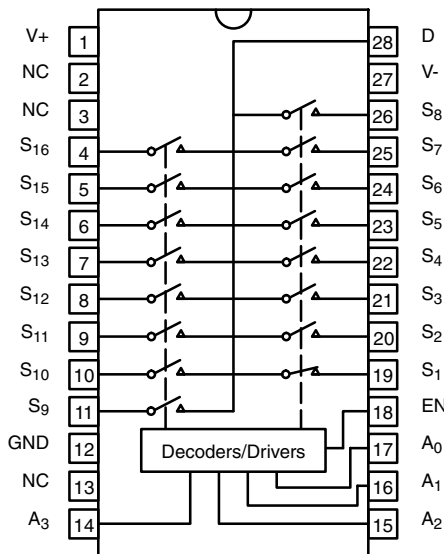 V+ 1 28 D
NC 2 27 V-
NC 3 26 S8
S16 4 25 S7
S15 5 24 S6
S14 6 23 S5
S13 7 22 S4
S12 8 21 S3
S11 9 20 S2
S10 10 19 S1
S9 11 18 EN
GND 12 Decoders/Drivers 17 A0
NC 13 16 A1
A3 14 15 A2